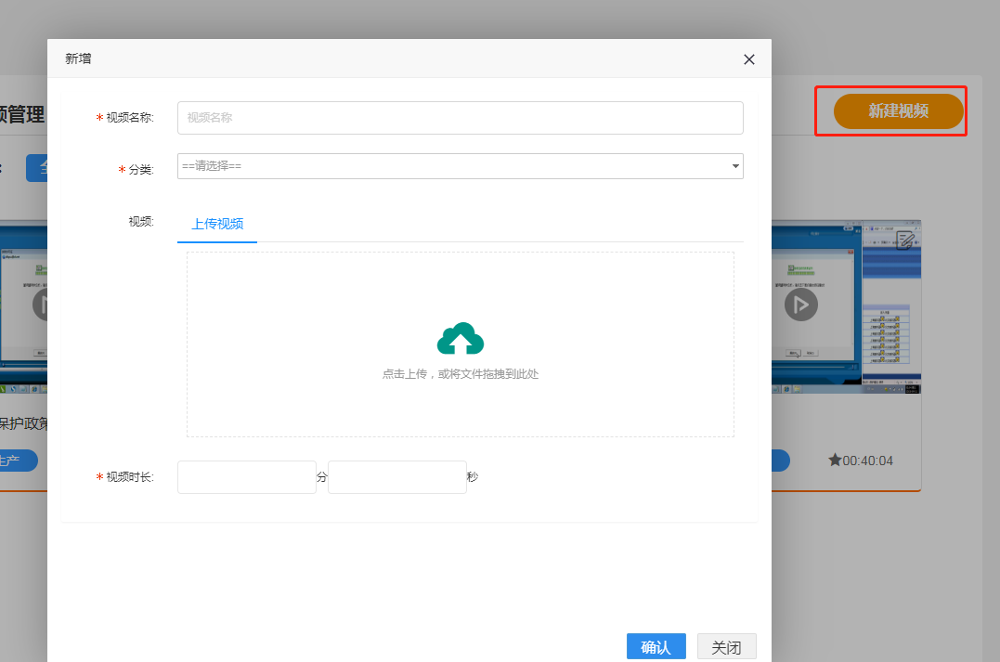 新增
频管理
新建视频
* 视频名称:
视频名称
* 分类:
==请选择==
视频:
上传视频
点击上传，或将文件拖拽到此处
保护政策
生产
00:40:04
* 视频时长:
分
秒
确认
关闭